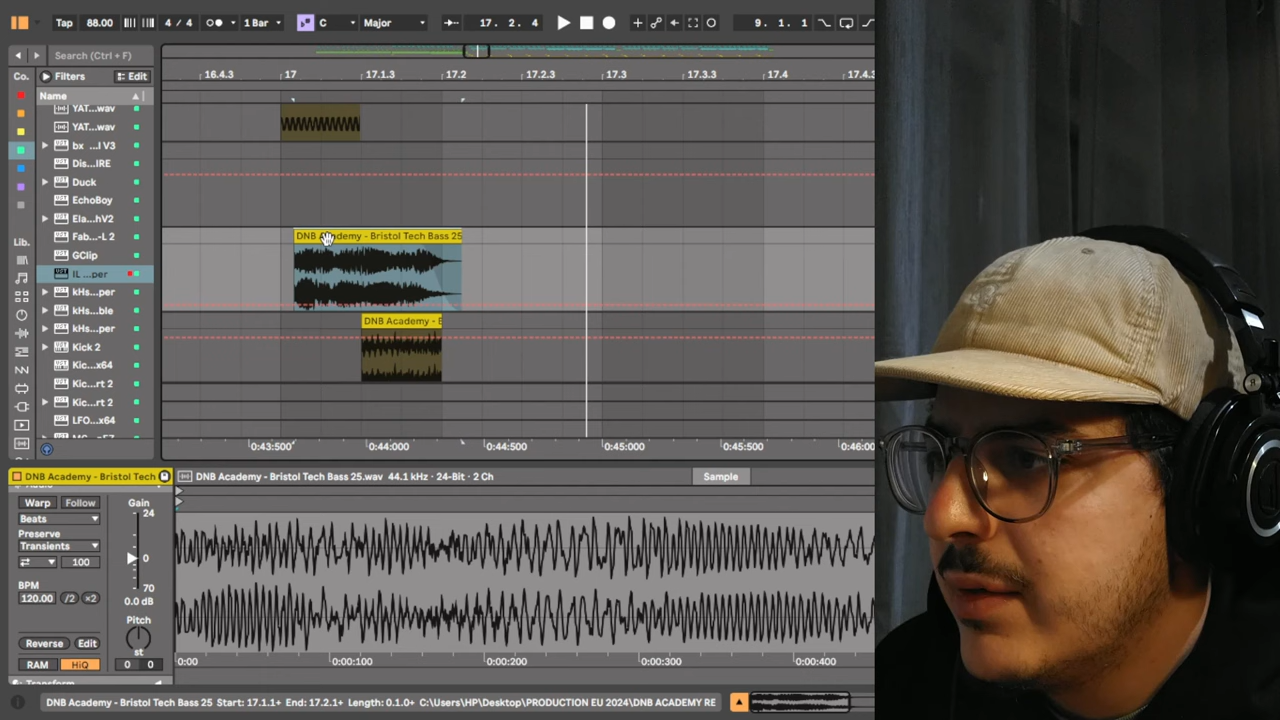 Tap 88.00 4 / 4 1 Bar C Major 17. 2. 4 9. 1. 1
Search (Ctrl + F)
16.4.3 17 17.1.3 17.2 17.2.3 17.3 17.3.3 17.4 17.4.3
Co. Filters Edit
Name
YAT...wav
YAT...wav
bx ...l V3
Dis...IRE
Duck
EchoBoy
Ela...hV2
Lib. Fab...-L 2
GClip
IL ...per
kHs...per
kHs...ble
kHs...per
Kick 2
Kic...x64
Kic...rt 2
Kic...rt 2
LFO...x64
DNB Academy - Bristol Tech Bass 25
DNB Academy - B
0:43:500 0:44:000 0:44:500 0:45:000 0:45:500 0:46:00
DNB Academy - Bristol Tech
DNB Academy - Bristol Tech Bass 25.wav 44.1 kHz · 24-Bit · 2 Ch
Sample
Warp Follow Gain
Beats 24
Preserve
Transients 0
100
BPM 70
120.00 /2 ×2 0.0 dB
Pitch
Reverse Edit st
RAM HiQ 0 0
0:00 0:00:100 0:00:200 0:00:300 0:00:400
DNB Academy - Bristol Tech Bass 25 Start: 17.1.1+ End: 17.2.1+ Length: 0.1.0+ C:\Users\HP\Desktop\PRODUCTION EU 2024\DNB ACADEMY RE